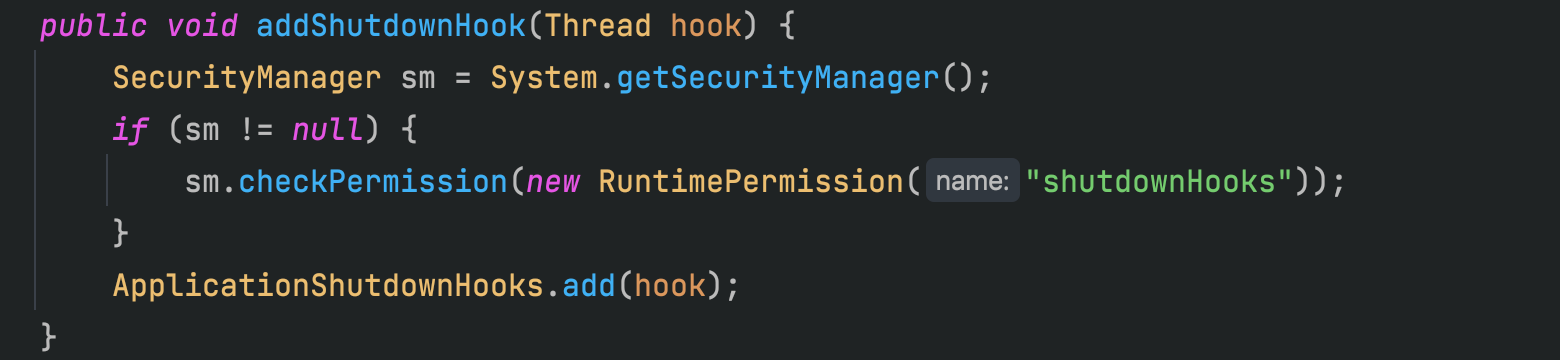 public void addShutdownHook(Thread hook) {
SecurityManager sm = System.getSecurityManager();
if (sm != null) {
sm.checkPermission(new RuntimePermission( name: "shutdownHooks"));
}
ApplicationShutdownHooks.add(hook);
}